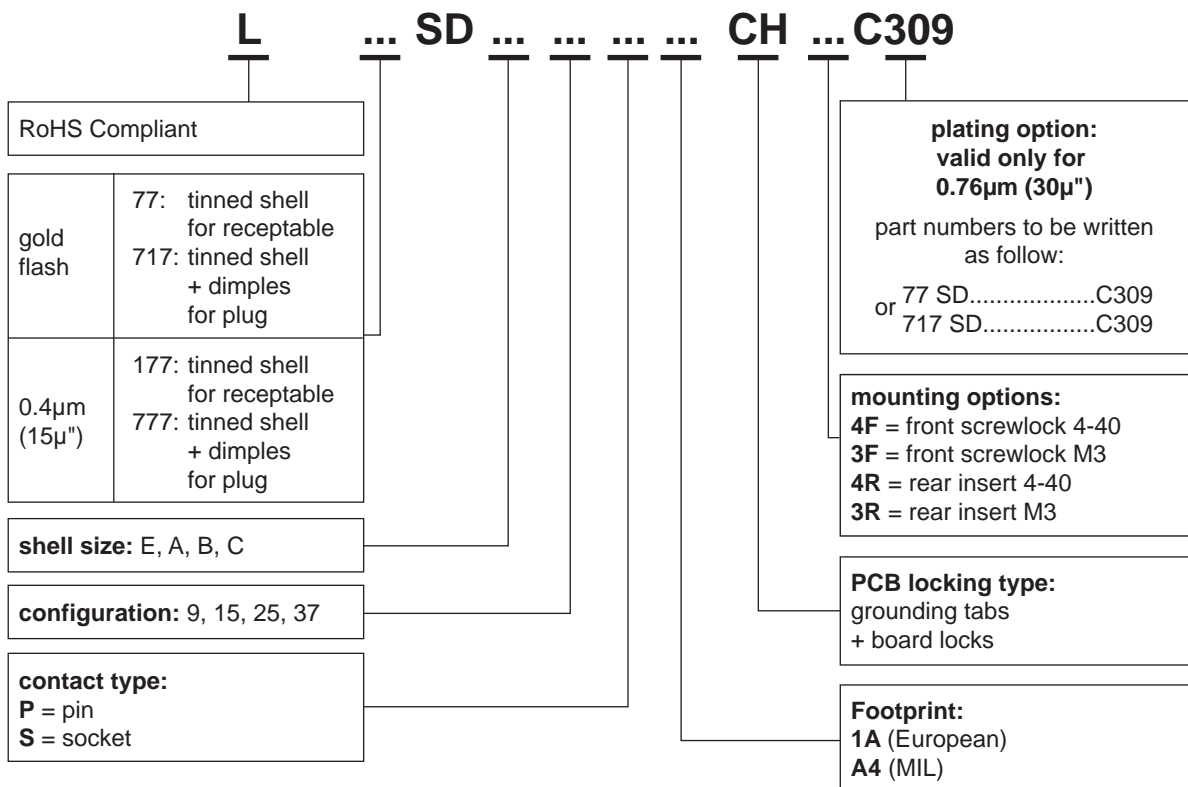 L ... SD ... ... ... ... CH ... C309
RoHS Compliant
gold
flash
77: tinned shell
for receptable
717: tinned shell
+ dimples
for plug
0.4µm
(15µ")
177: tinned shell
for receptable
777: tinned shell
+ dimples
for plug
shell size: E, A, B, C
configuration: 9, 15, 25, 37
contact type:
P = pin
S = socket
plating option:
valid only for
0.76µm (30µ")
part numbers to be written
as follow:
or
77 SD...................C309
717 SD.................C309
mounting options:
4F = front screwlock 4-40
3F = front screwlock M3
4R = rear insert 4-40
3R = rear insert M3
PCB locking type:
grounding tabs
+ board locks
Footprint:
1A (European)
A4 (MIL)